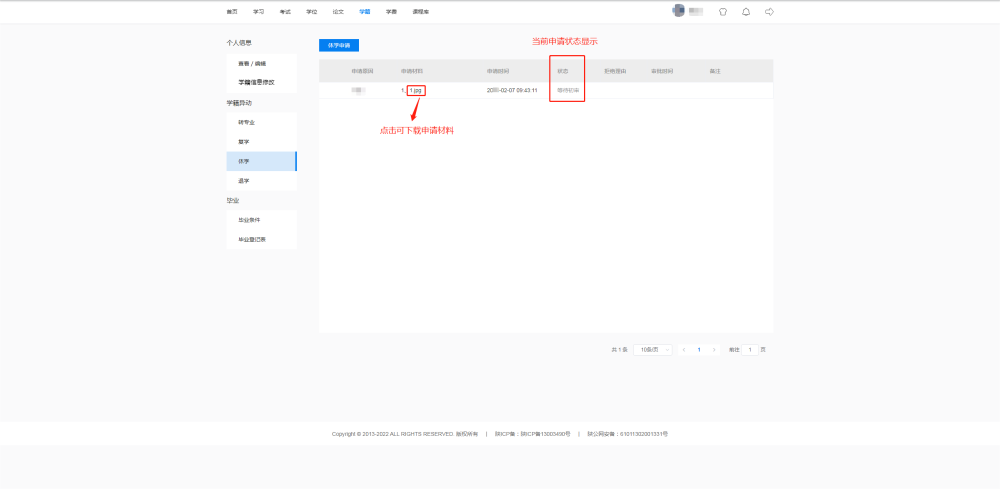 首页 学习 考试 学位 论文 学籍 学费 课程库
个人信息
查看 / 编辑
学籍信息修改
学籍异动
转专业
复学
休学
退学
毕业
毕业条件
毕业登记表
休学申请
当前申请状态显示
申请原因 申请材料 申请时间 状态 拒绝理由 审批时间 备注
1、1.jpg 20 -02-07 09:43:11 等待初审
点击可下载申请材料
共 1 条 10条/页 1 前往 1 页
Copyright © 2013-2022 ALL RIGHTS RESERVED. 版权所有 | 陕ICP备：陕ICP备13003490号 | 陕公网安备：61011302001331号